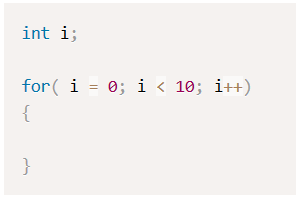 int i;
for( i = 0; i < 10; i++)
{
}